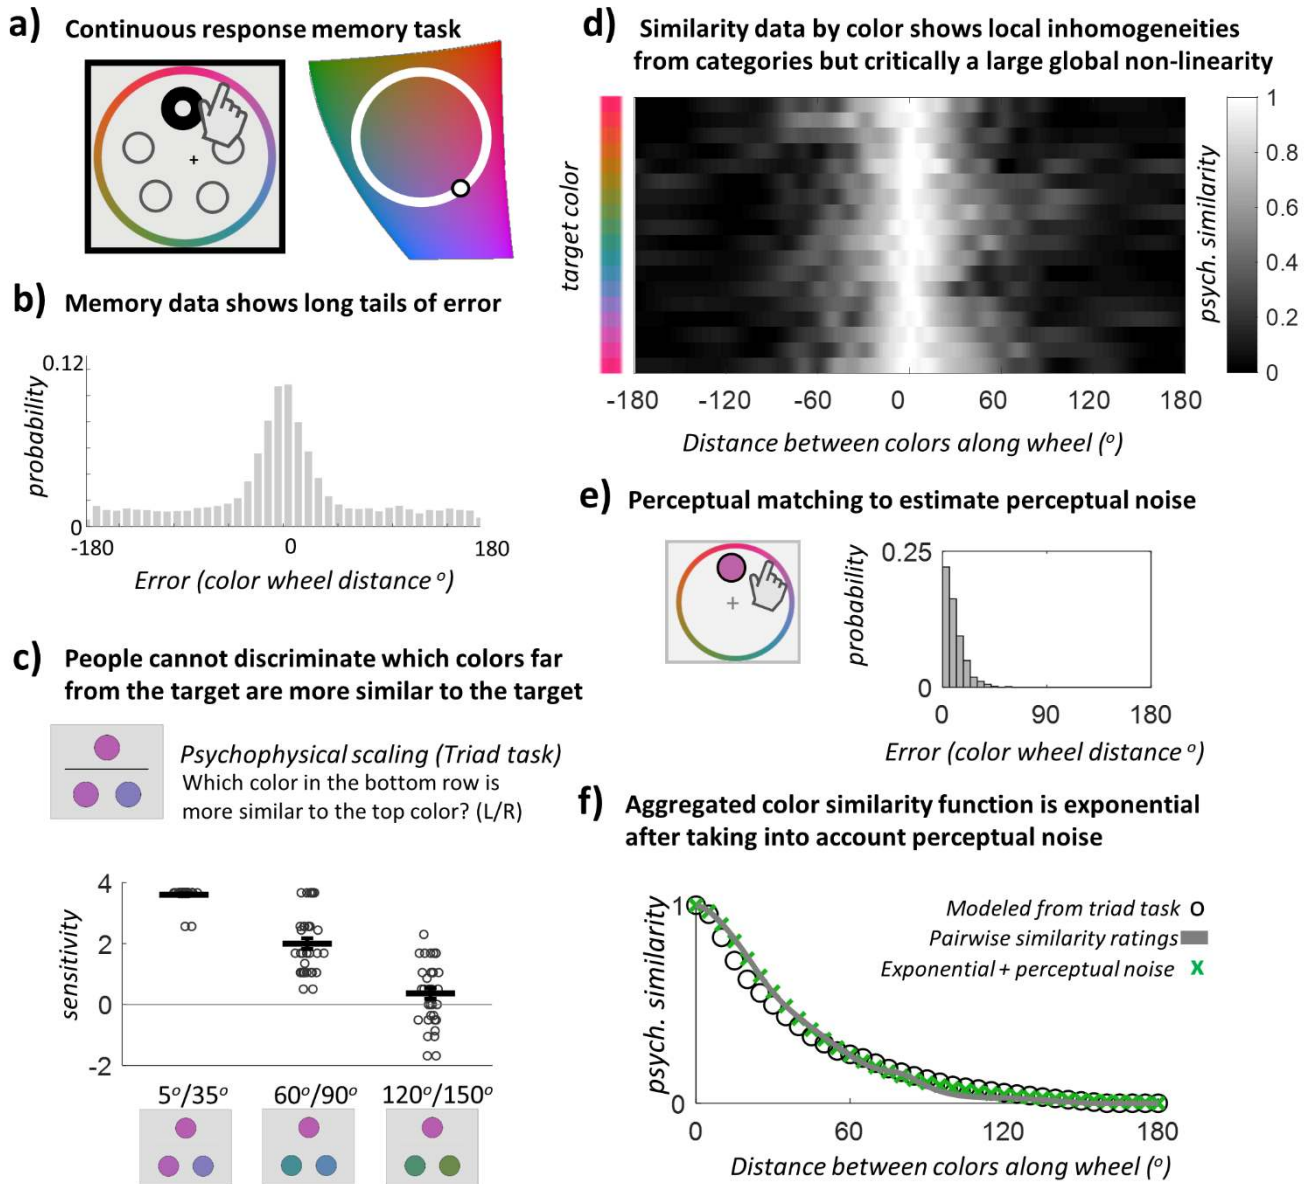 a) Continuous response memory task
b) Memory data shows long tails of error
0.12
probability
0
-180
0
180
Error (color wheel distance °)
c) People cannot discriminate which colors far
from the target are more similar to the target
Psychophysical scaling (Triad task)
Which color in the bottom row is
more similar to the top color? (L/R)
4
2
0
-2
sensitivity
5°/35°
60°/90°
120°/150°
d) Similarity data by color shows local inhomogeneities
from categories but critically a large global non-linearity
target color
-180
-120
-60
0
60
120
180
Distance between colors along wheel (°)
psych. similarity
1
0.8
0.6
0.4
0.2
0
e) Perceptual matching to estimate perceptual noise
0.25
probability
0
0
90
180
Error (color wheel distance °)
f) Aggregated color similarity function is exponential
after taking into account perceptual noise
Modeled from triad task
Pairwise similarity ratings
Exponential + perceptual noise
1
psych. similarity
0
0
60
120
180
Distance between colors along wheel (°)